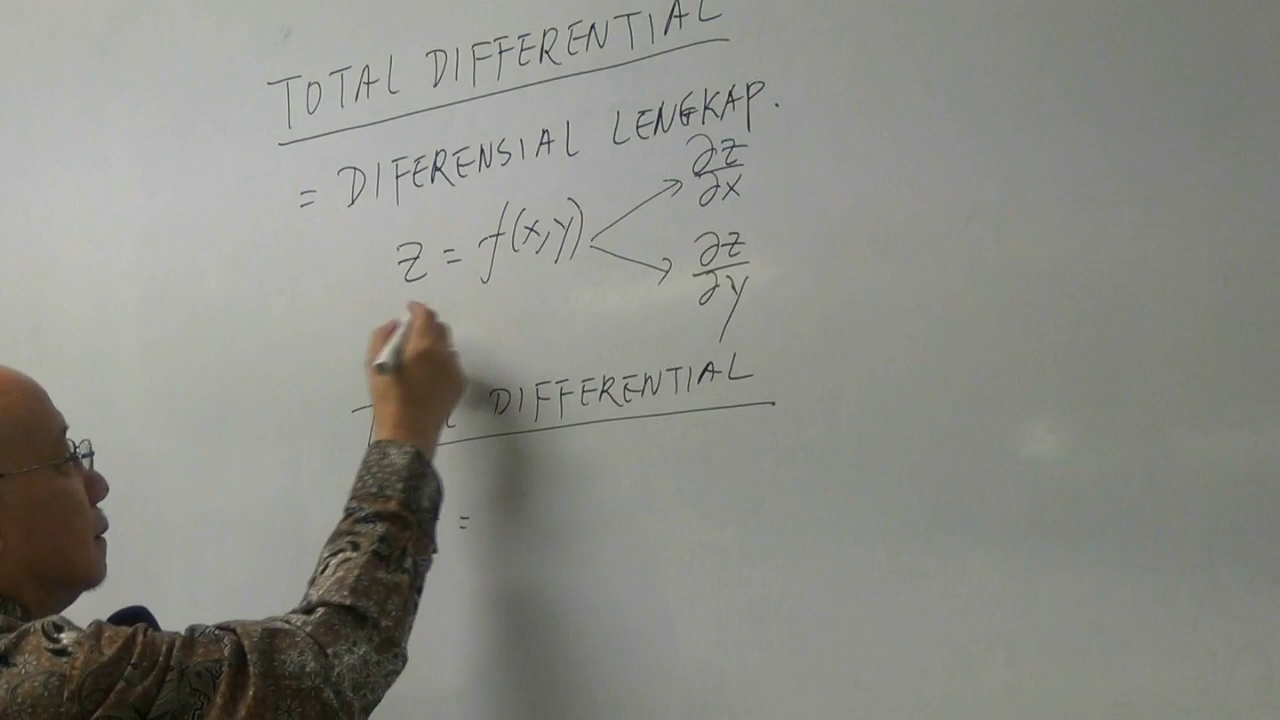 TOTAL DIFFERENTIAL
= DIFERENSIAL LENGKAP.
z = f(x,y)
∂z/∂x
∂z/∂y
DIFFERENTIAL
=